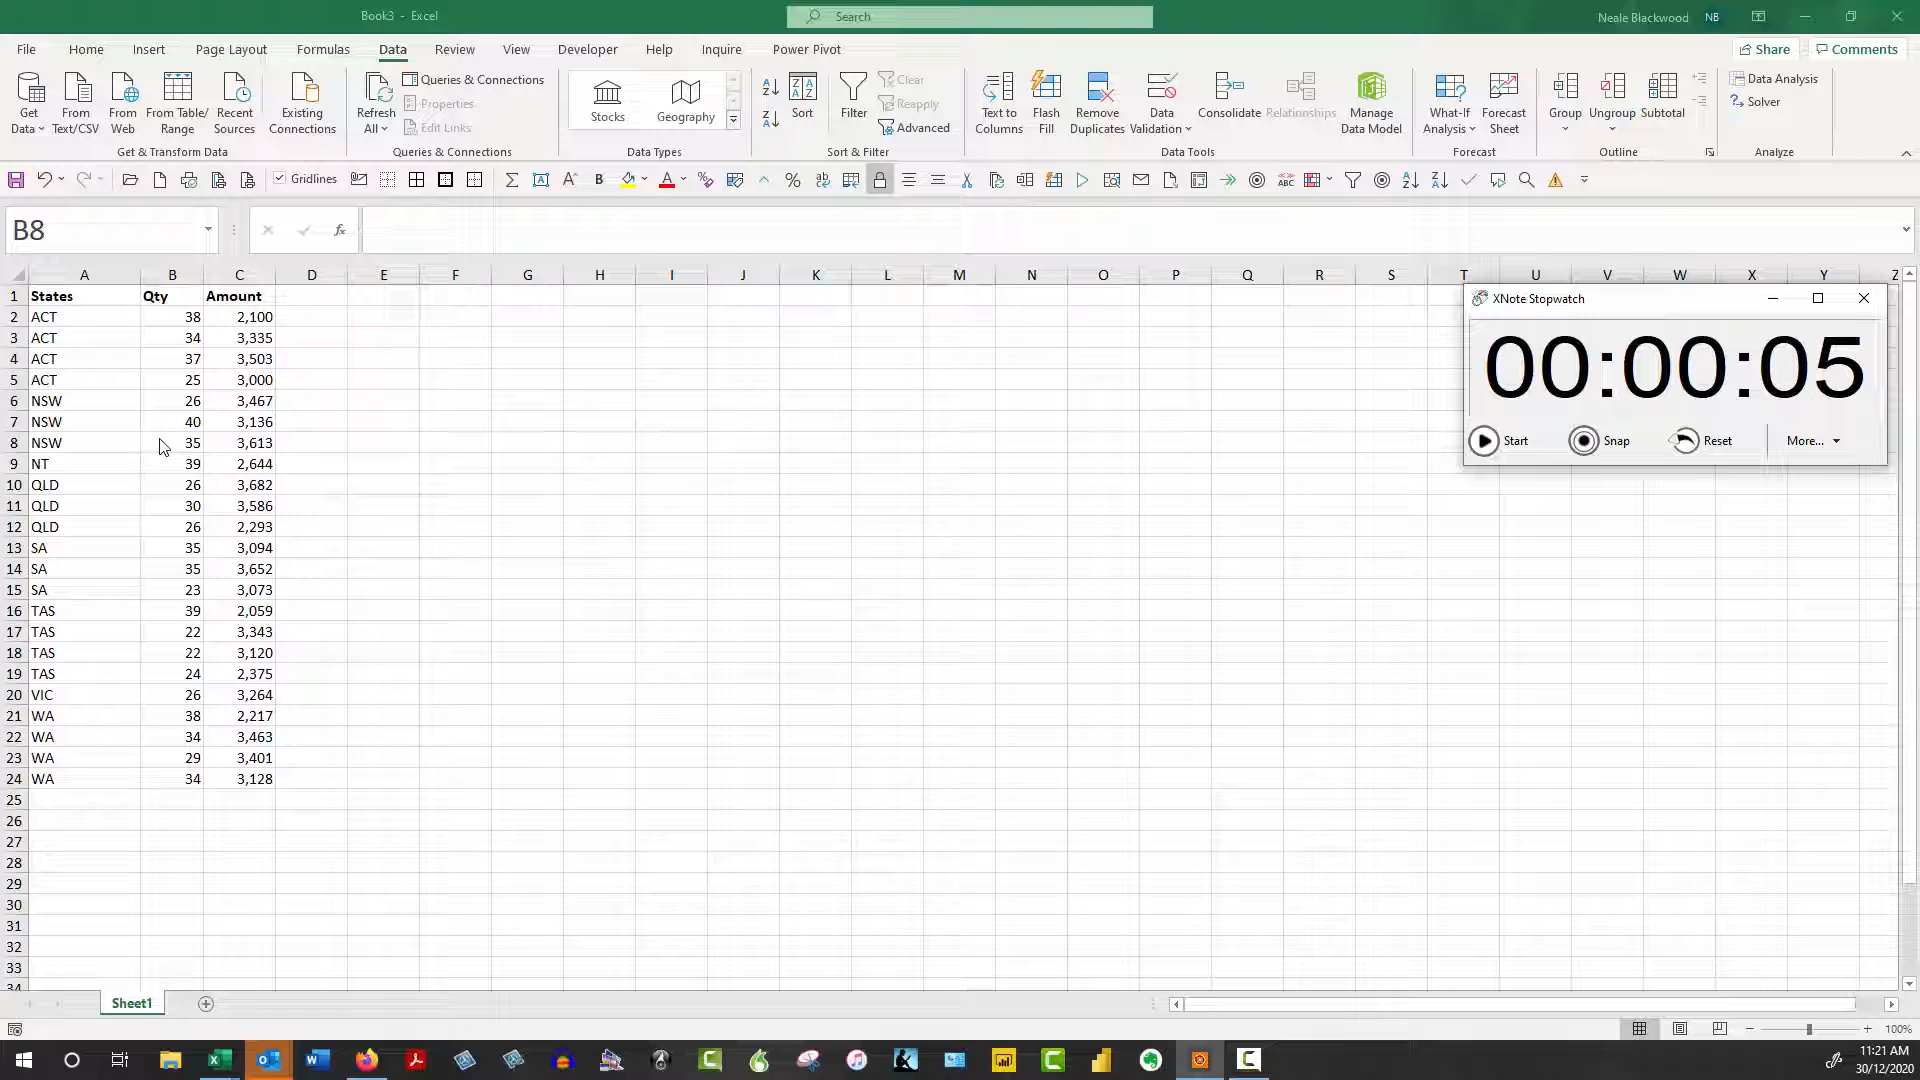 Book3 - Excel
Search
Neale Blackwood NB
File Home Insert Page Layout Formulas Data Review View Developer Help Inquire Power Pivot Share Comments
Get Data
From Text/CSV
From Web
From Table/ Range
Recent Sources
Existing Connections
Get & Transform Data
Refresh All
Queries & Connections
Properties
Edit Links
Queries & Connections
Stocks
Geography
Data Types
Sort
Filter
Clear
Reapply
Advanced
Sort & Filter
Text to Columns
Flash Fill
Remove Duplicates
Data Validation
Consolidate
Relationships
Manage Data Model
Data Tools
What-If Analysis
Forecast Sheet
Forecast
Group
Ungroup
Subtotal
Outline
Data Analysis
Solver
Analyze
Gridlines
B8
fx
A B C D E F G H I J K L M N O P Q R S T U V W X Y Z
1 States Qty Amount
2 ACT 38 2,100
3 ACT 34 3,335
4 ACT 37 3,503
5 ACT 25 3,000
6 NSW 26 3,467
7 NSW 40 3,136
8 NSW 35 3,613
9 NT 39 2,644
10 QLD 26 3,682
11 QLD 30 3,586
12 QLD 26 2,293
13 SA 35 3,094
14 SA 35 3,652
15 SA 23 3,073
16 TAS 39 2,059
17 TAS 22 3,343
18 TAS 22 3,120
19 TAS 24 2,375
20 VIC 26 3,264
21 WA 38 2,217
22 WA 34 3,463
23 WA 29 3,401
24 WA 34 3,128
25
26
27
28
29
30
31
32
33
34
XNote Stopwatch
00:00:05
Start Snap Reset More...
Sheet1
100%
11:21 AM
30/12/2020